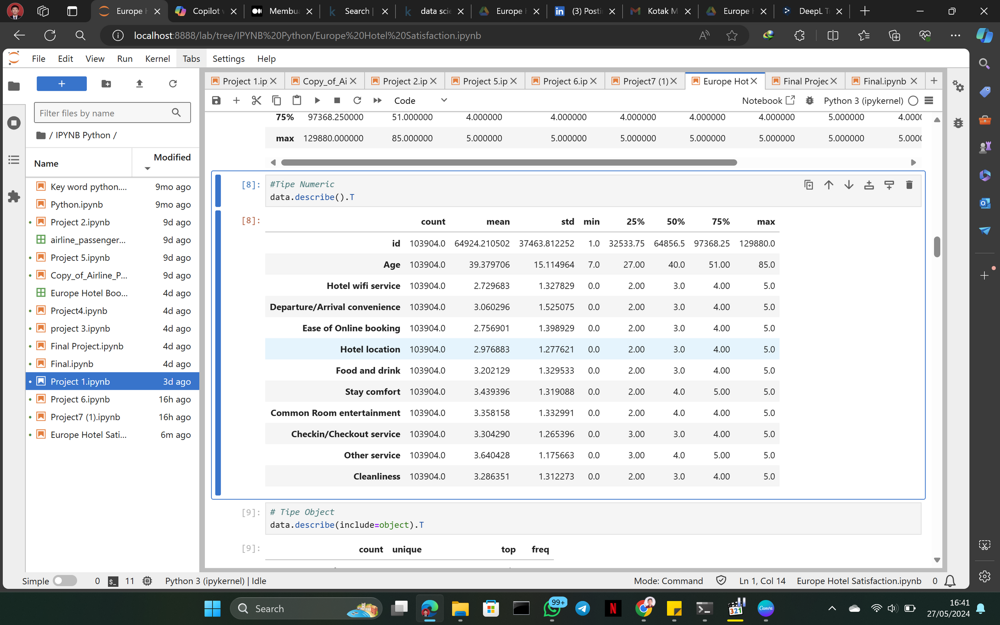 Europe H
Copilot
Membua
Search |
data scie
Europe H
(3) Posti
Kotak M
Europe H
DeepL Tr
localhost:8888/lab/tree/IPYNB%20Python/Europe%20Hotel%20Satisfaction.ipynb
File Edit View Run Kernel Tabs Settings Help
Filter files by name
/ IPYNB Python /
Name Modified
Key word python.... 9mo ago
Python.ipynb 9mo ago
Project 2.ipynb 9d ago
airline_passenger... 9d ago
Project 5.ipynb 9d ago
Copy_of_Airline_P... 9d ago
Europe Hotel Boo... 4d ago
Project4.ipynb 4d ago
project 3.ipynb 4d ago
Final Project.ipynb 4d ago
Final.ipynb 4d ago
Project 1.ipynb 3d ago
Project 6.ipynb 16h ago
Project7 (1).ipynb 16h ago
Europe Hotel Sati... 6m ago
Project 1.ip Copy_of_Ai Project 2.ip Project 5.ip Project 6.ip Project7 (1) Europe Hot Final Projec Final.ipynb
Code Notebook Python 3 (ipykernel)
75% 97368.250000 51.000000 4.000000 4.000000 4.000000 4.000000 4.000000 5.000000 4.0000
max 129880.000000 85.000000 5.000000 5.000000 5.000000 5.000000 5.000000 5.000000 5.0000
[8]: #Tipe Numeric
data.describe().T
[8]: count mean std min 25% 50% 75% max
id 103904.0 64924.210502 37463.812252 1.0 32533.75 64856.5 97368.25 129880.0
Age 103904.0 39.379706 15.114964 7.0 27.00 40.0 51.00 85.0
Hotel wifi service 103904.0 2.729683 1.327829 0.0 2.00 3.0 4.00 5.0
Departure/Arrival convenience 103904.0 3.060296 1.525075 0.0 2.00 3.0 4.00 5.0
Ease of Online booking 103904.0 2.756901 1.398929 0.0 2.00 3.0 4.00 5.0
Hotel location 103904.0 2.976883 1.277621 0.0 2.00 3.0 4.00 5.0
Food and drink 103904.0 3.202129 1.329533 0.0 2.00 3.0 4.00 5.0
Stay comfort 103904.0 3.439396 1.319088 0.0 2.00 4.0 5.00 5.0
Common Room entertainment 103904.0 3.358158 1.332991 0.0 2.00 4.0 4.00 5.0
Checkin/Checkout service 103904.0 3.304290 1.265396 0.0 3.00 3.0 4.00 5.0
Other service 103904.0 3.640428 1.175663 0.0 3.00 4.0 5.00 5.0
Cleanliness 103904.0 3.286351 1.312273 0.0 2.00 3.0 4.00 5.0
[9]: # Tipe Object
data.describe(include=object).T
[9]: count unique top freq
Simple 0 11 Python 3 (ipykernel) | Idle Mode: Command Ln 1, Col 14 Europe Hotel Satisfaction.ipynb 0
Search
99+
321
Canva
16:41
27/05/2024